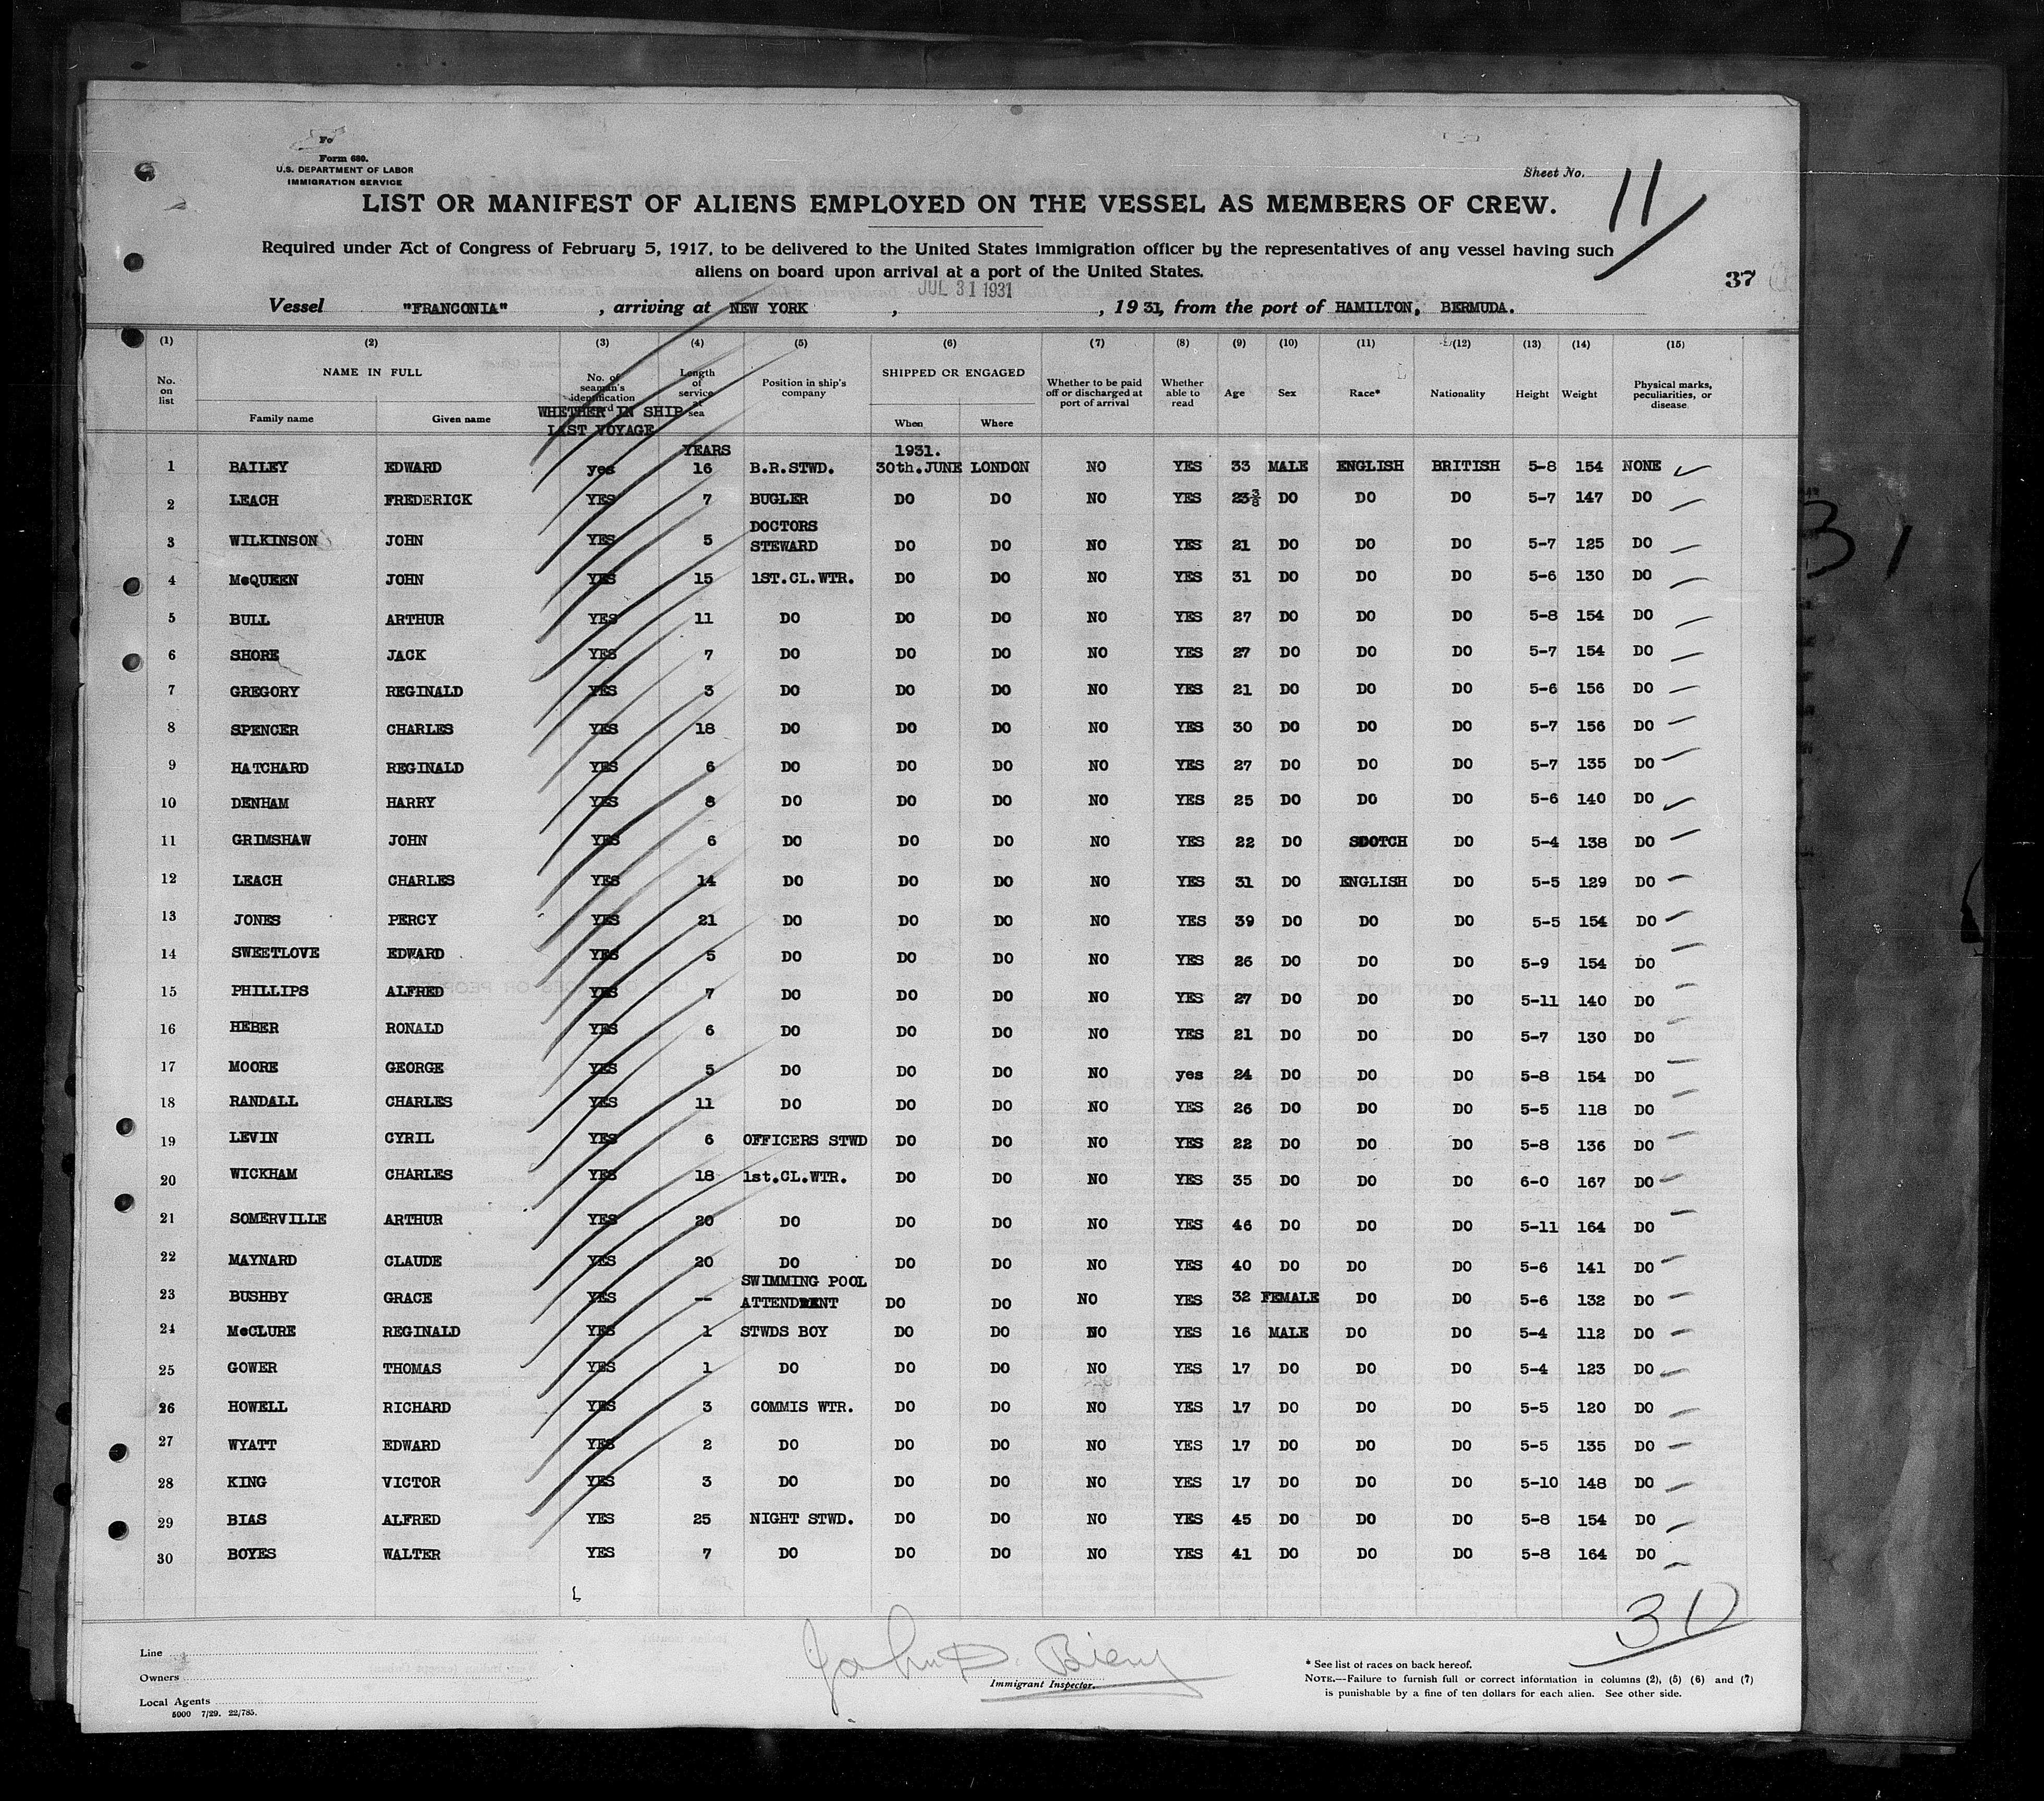 Fo
Form 680.
U.S. DEPARTMENT OF LABOR
IMMIGRATION SERVICE
Sheet No. 11
LIST OR MANIFEST OF ALIENS EMPLOYED ON THE VESSEL AS MEMBERS OF CREW.
Required under Act of Congress of February 5, 1917, to be delivered to the United States immigration officer by the representatives of any vessel having such
aliens on board upon arrival at a port of the United States.
37
JUL 31 1931
Vessel "FRANCONIA", arriving at NEW YORK, , 1931, from the port of HAMILTON, BERMUDA.
(1) (2) (3) (4) (5) (6) (7) (8) (9) (10) (11) (12) (13) (14) (15)
No. on list NAME IN FULL Family name Given name No. of seaman's identification card WHETHER IN SHIP LAST VOYAGE Length of service at sea Position in ship's company SHIPPED OR ENGAGED When Where Whether to be paid off or discharged at port of arrival Whether able to read Age Sex Race* Nationality Height Weight Physical marks, peculiarities, or disease
YEARS 1931.
1 BAILEY EDWARD yes 16 B.R.STWD. 30th.JUNE LONDON NO YES 33 MALE ENGLISH BRITISH 5-8 154 NONE
2 LEACH FREDERICK YES 7 BUGLER DO DO NO YES 23 DO DO DO 5-7 147 DO
3 WILKINSON JOHN YES 5 DOCTORS STEWARD DO DO NO YES 21 DO DO DO 5-7 125 DO
4 McQUEEN JOHN YES 15 1ST.CL.WTR. DO DO NO YES 31 DO DO DO 5-6 130 DO
5 BULL ARTHUR YES 11 DO DO DO NO YES 27 DO DO DO 5-8 154 DO
6 SHORE JACK YES 7 DO DO DO NO YES 27 DO DO DO 5-7 154 DO
7 GREGORY REGINALD YES 3 DO DO DO NO YES 21 DO DO DO 5-6 156 DO
8 SPENCER CHARLES YES 18 DO DO DO NO YES 30 DO DO DO 5-7 156 DO
9 HATCHARD REGINALD YES 6 DO DO DO NO YES 27 DO DO DO 5-7 135 DO
10 DENHAM HARRY YES 8 DO DO DO NO YES 25 DO DO DO 5-6 140 DO
11 GRIMSHAW JOHN YES 6 DO DO DO NO YES 22 DO SCOTCH DO 5-4 138 DO
12 LEACH CHARLES YES 14 DO DO DO NO YES 31 DO ENGLISH DO 5-5 129 DO
13 JONES PERCY YES 21 DO DO DO NO YES 39 DO DO DO 5-5 154 DO
14 SWEETLOVE EDWARD YES 5 DO DO DO NO YES 26 DO DO DO 5-9 154 DO
15 PHILLIPS ALFRED YES 7 DO DO DO NO YES 27 DO DO DO 5-11 140 DO
16 HEBER RONALD YES 6 DO DO DO NO YES 21 DO DO DO 5-7 130 DO
17 MOORE GEORGE YES 5 DO DO DO NO yes 24 DO DO DO 5-8 154 DO
18 RANDALL CHARLES YES 11 DO DO DO NO YES 26 DO DO DO 5-5 118 DO
19 LEVIN CYRIL YES 6 OFFICERS STWD DO DO NO YES 22 DO DO DO 5-8 136 DO
20 WICKHAM CHARLES YES 18 1st.CL.WTR. DO DO NO YES 35 DO DO DO 6-0 167 DO
21 SOMERVILLE ARTHUR YES 20 DO DO DO NO YES 46 DO DO DO 5-11 164 DO
22 MAYNARD CLAUDE YES 20 DO DO DO NO YES 40 DO DO DO 5-6 141 DO
23 BUSHBY GRACE YES -- SWIMMING POOL ATTENDENT DO DO NO YES 32 FEMALE DO DO 5-6 132 DO
24 McCLURE REGINALD YES 1 STWDS BOY DO DO NO YES 16 MALE DO DO 5-4 112 DO
25 GOWER THOMAS YES 1 DO DO DO NO YES 17 DO DO DO 5-4 123 DO
26 HOWELL RICHARD YES 3 COMMIS WTR. DO DO NO YES 17 DO DO DO 5-5 120 DO
27 WYATT EDWARD YES 2 DO DO DO NO YES 17 DO DO DO 5-5 135 DO
28 KING VICTOR YES 3 DO DO DO NO YES 17 DO DO DO 5-10 148 DO
29 BIAS ALFRED YES 25 NIGHT STWD. DO DO NO YES 45 DO DO DO 5-8 154 DO
30 BOYES WALTER YES 7 DO DO DO NO YES 41 DO DO DO 5-8 164 DO
30
Line
Owners
Local Agents
5000 7/29. 22/785.
John D.
Immigrant Inspector.
* See list of races on back hereof.
NOTE.—Failure to furnish full or correct information in columns (2), (5) (6) and (7)
is punishable by a fine of ten dollars for each alien. See other side.
31